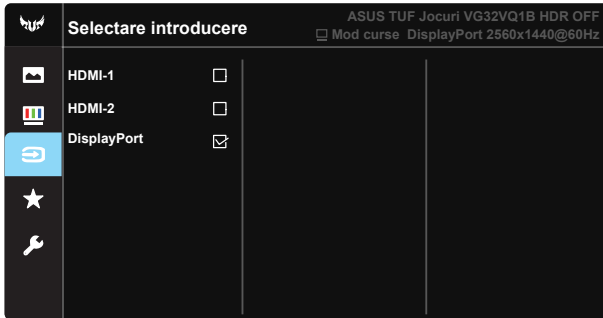 Selectare introducere
ASUS TUF Jocuri VG32VQ1B HDR OFF
Mod curse DisplayPort 2560x1440@60Hz
HDMI-1
HDMI-2
DisplayPort